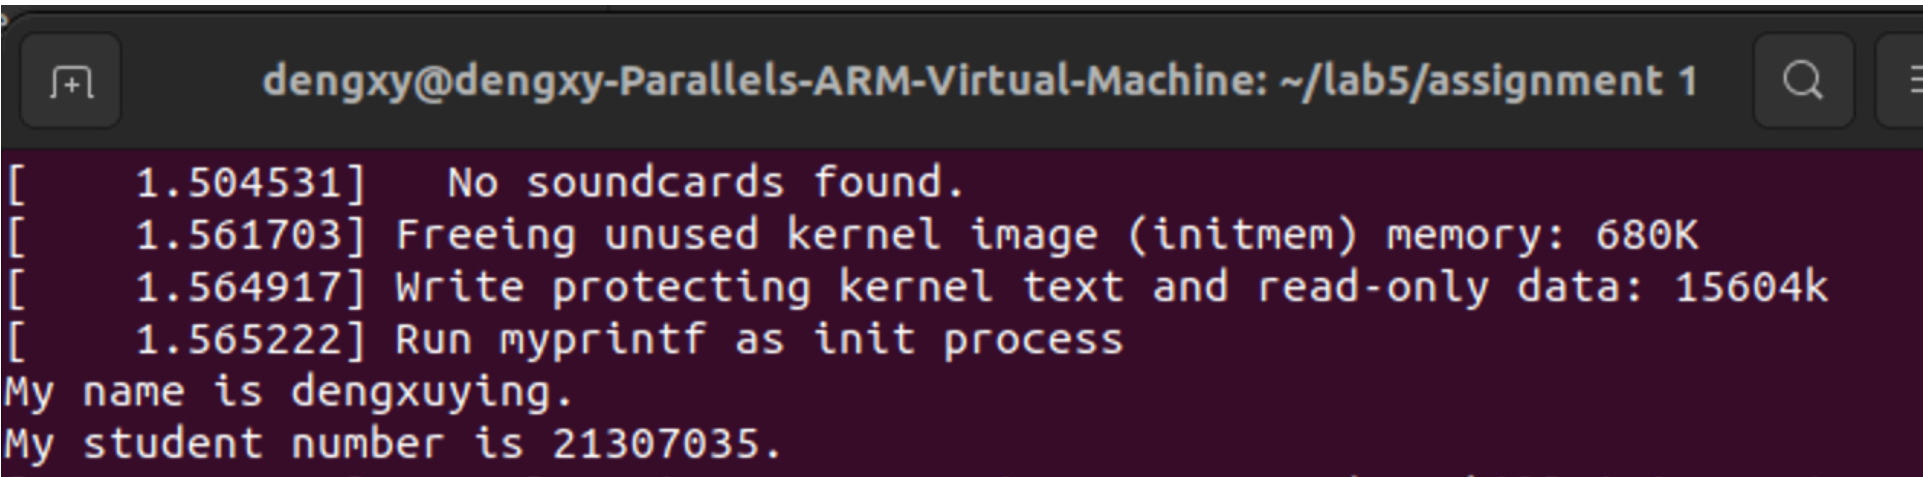 dengxy@dengxy-Parallels-ARM-Virtual-Machine: ~/lab5/assignment 1
[    1.504531]   No soundcards found.
[    1.561703] Freeing unused kernel image (initmem) memory: 680K
[    1.564917] Write protecting kernel text and read-only data: 15604k
[    1.565222] Run myprintf as init process
My name is dengxuying.
My student number is 21307035.